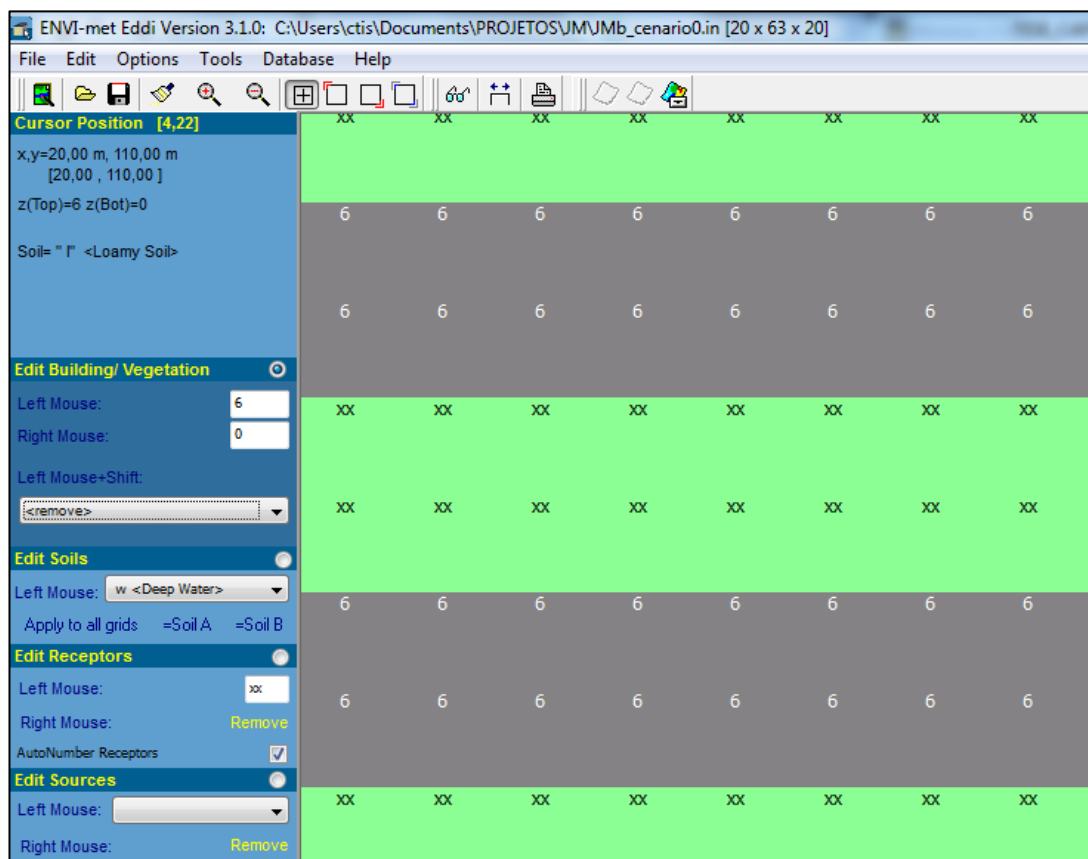 ENVI-met Eddi Version 3.1.0: C:\Users\ctis\Documents\PROJETOS\JM\JMb_cenario0.in [20 x 63 x 20]
File Edit Options Tools Database Help
Cursor Position [4,22]
x,y=20,00 m, 110,00 m
[20,00 , 110,00 ]
z(Top)=6 z(Bot)=0
Soil= " l" <Loamy Soil>
Edit Building/ Vegetation
Left Mouse: 6
Right Mouse: 0
Left Mouse+Shift:
<remove>
Edit Soils
Left Mouse: w <Deep Water>
Apply to all grids =Soil A =Soil B
Edit Receptors
Left Mouse: xx
Right Mouse: Remove
AutoNumber Receptors
Edit Sources
Left Mouse:
Right Mouse: Remove
xx xx xx xx xx xx xx xx
6 6 6 6 6 6 6 6
6 6 6 6 6 6 6 6
xx xx xx xx xx xx xx xx
xx xx xx xx xx xx xx xx
6 6 6 6 6 6 6 6
6 6 6 6 6 6 6 6
xx xx xx xx xx xx xx xx